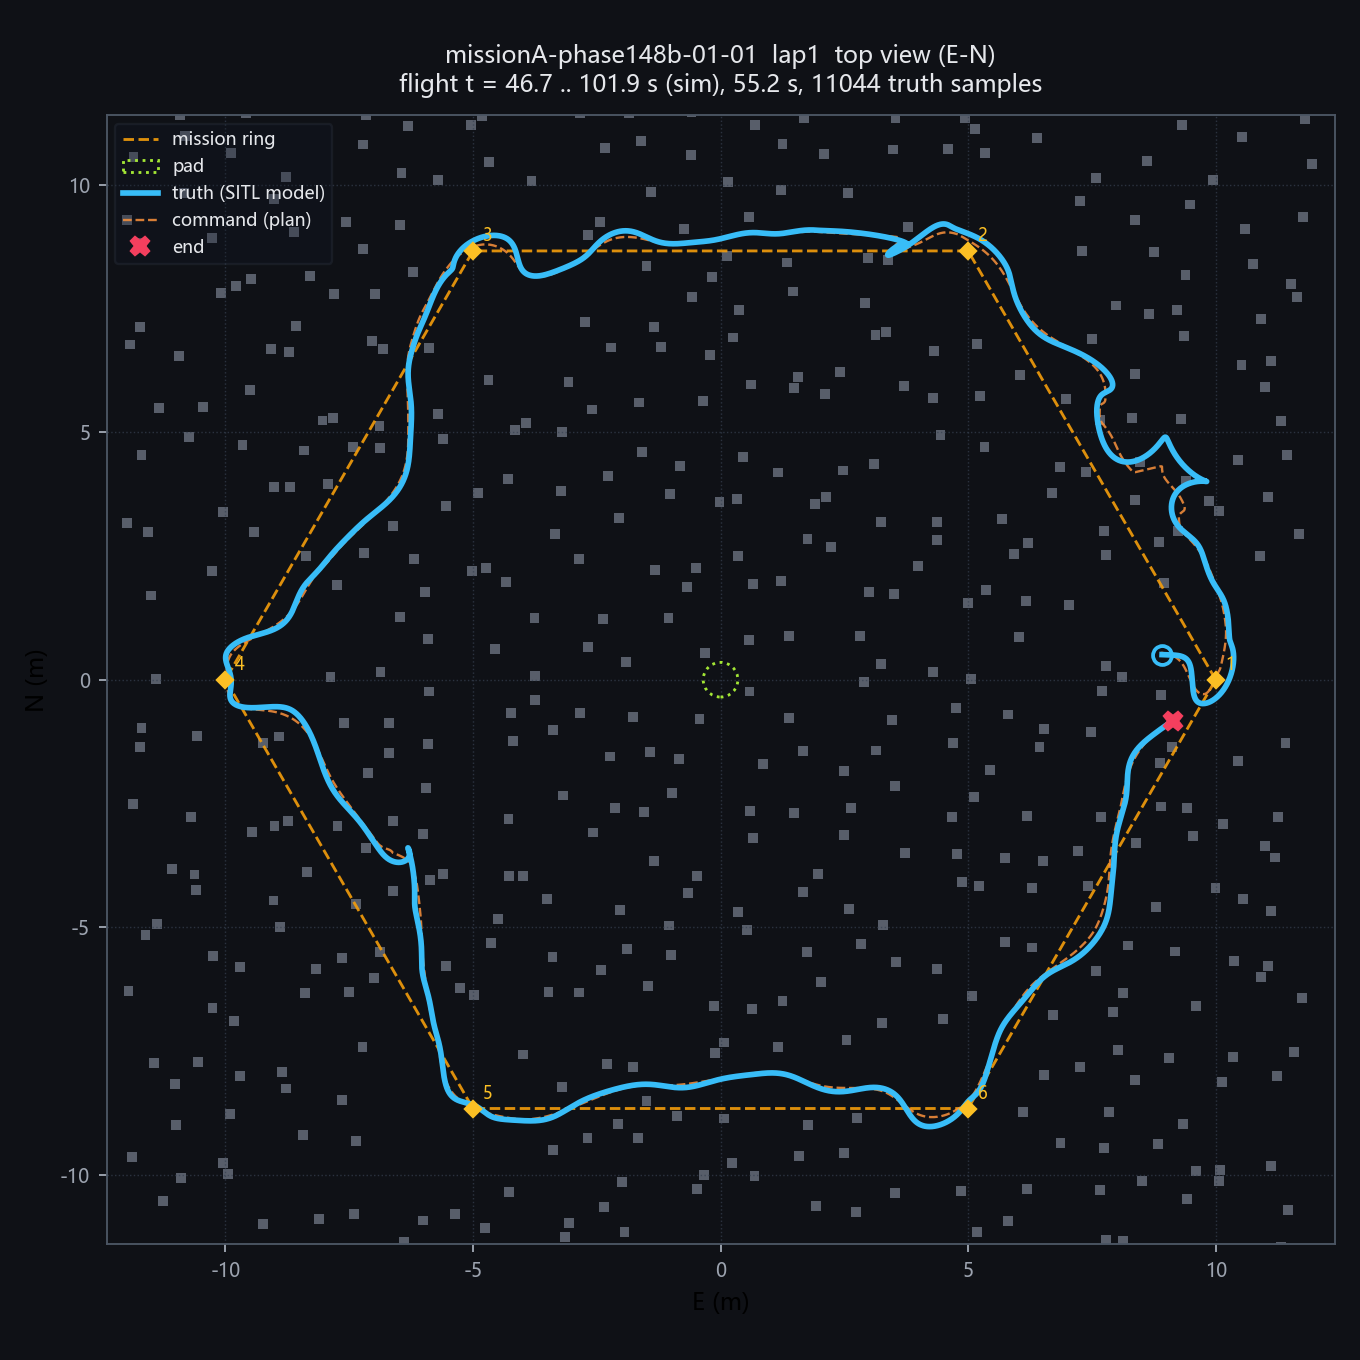 missionA-phase148b-01-01 lap1 top view (E-N)
flight t = 46.7 .. 101.9 s (sim), 55.2 s, 11044 truth samples
mission ring
pad
truth (SITL model)
command (plan)
end
3
2
4
5
6
10
5
0
-5
-10
N (m)
-10
-5
0
5
10
E (m)